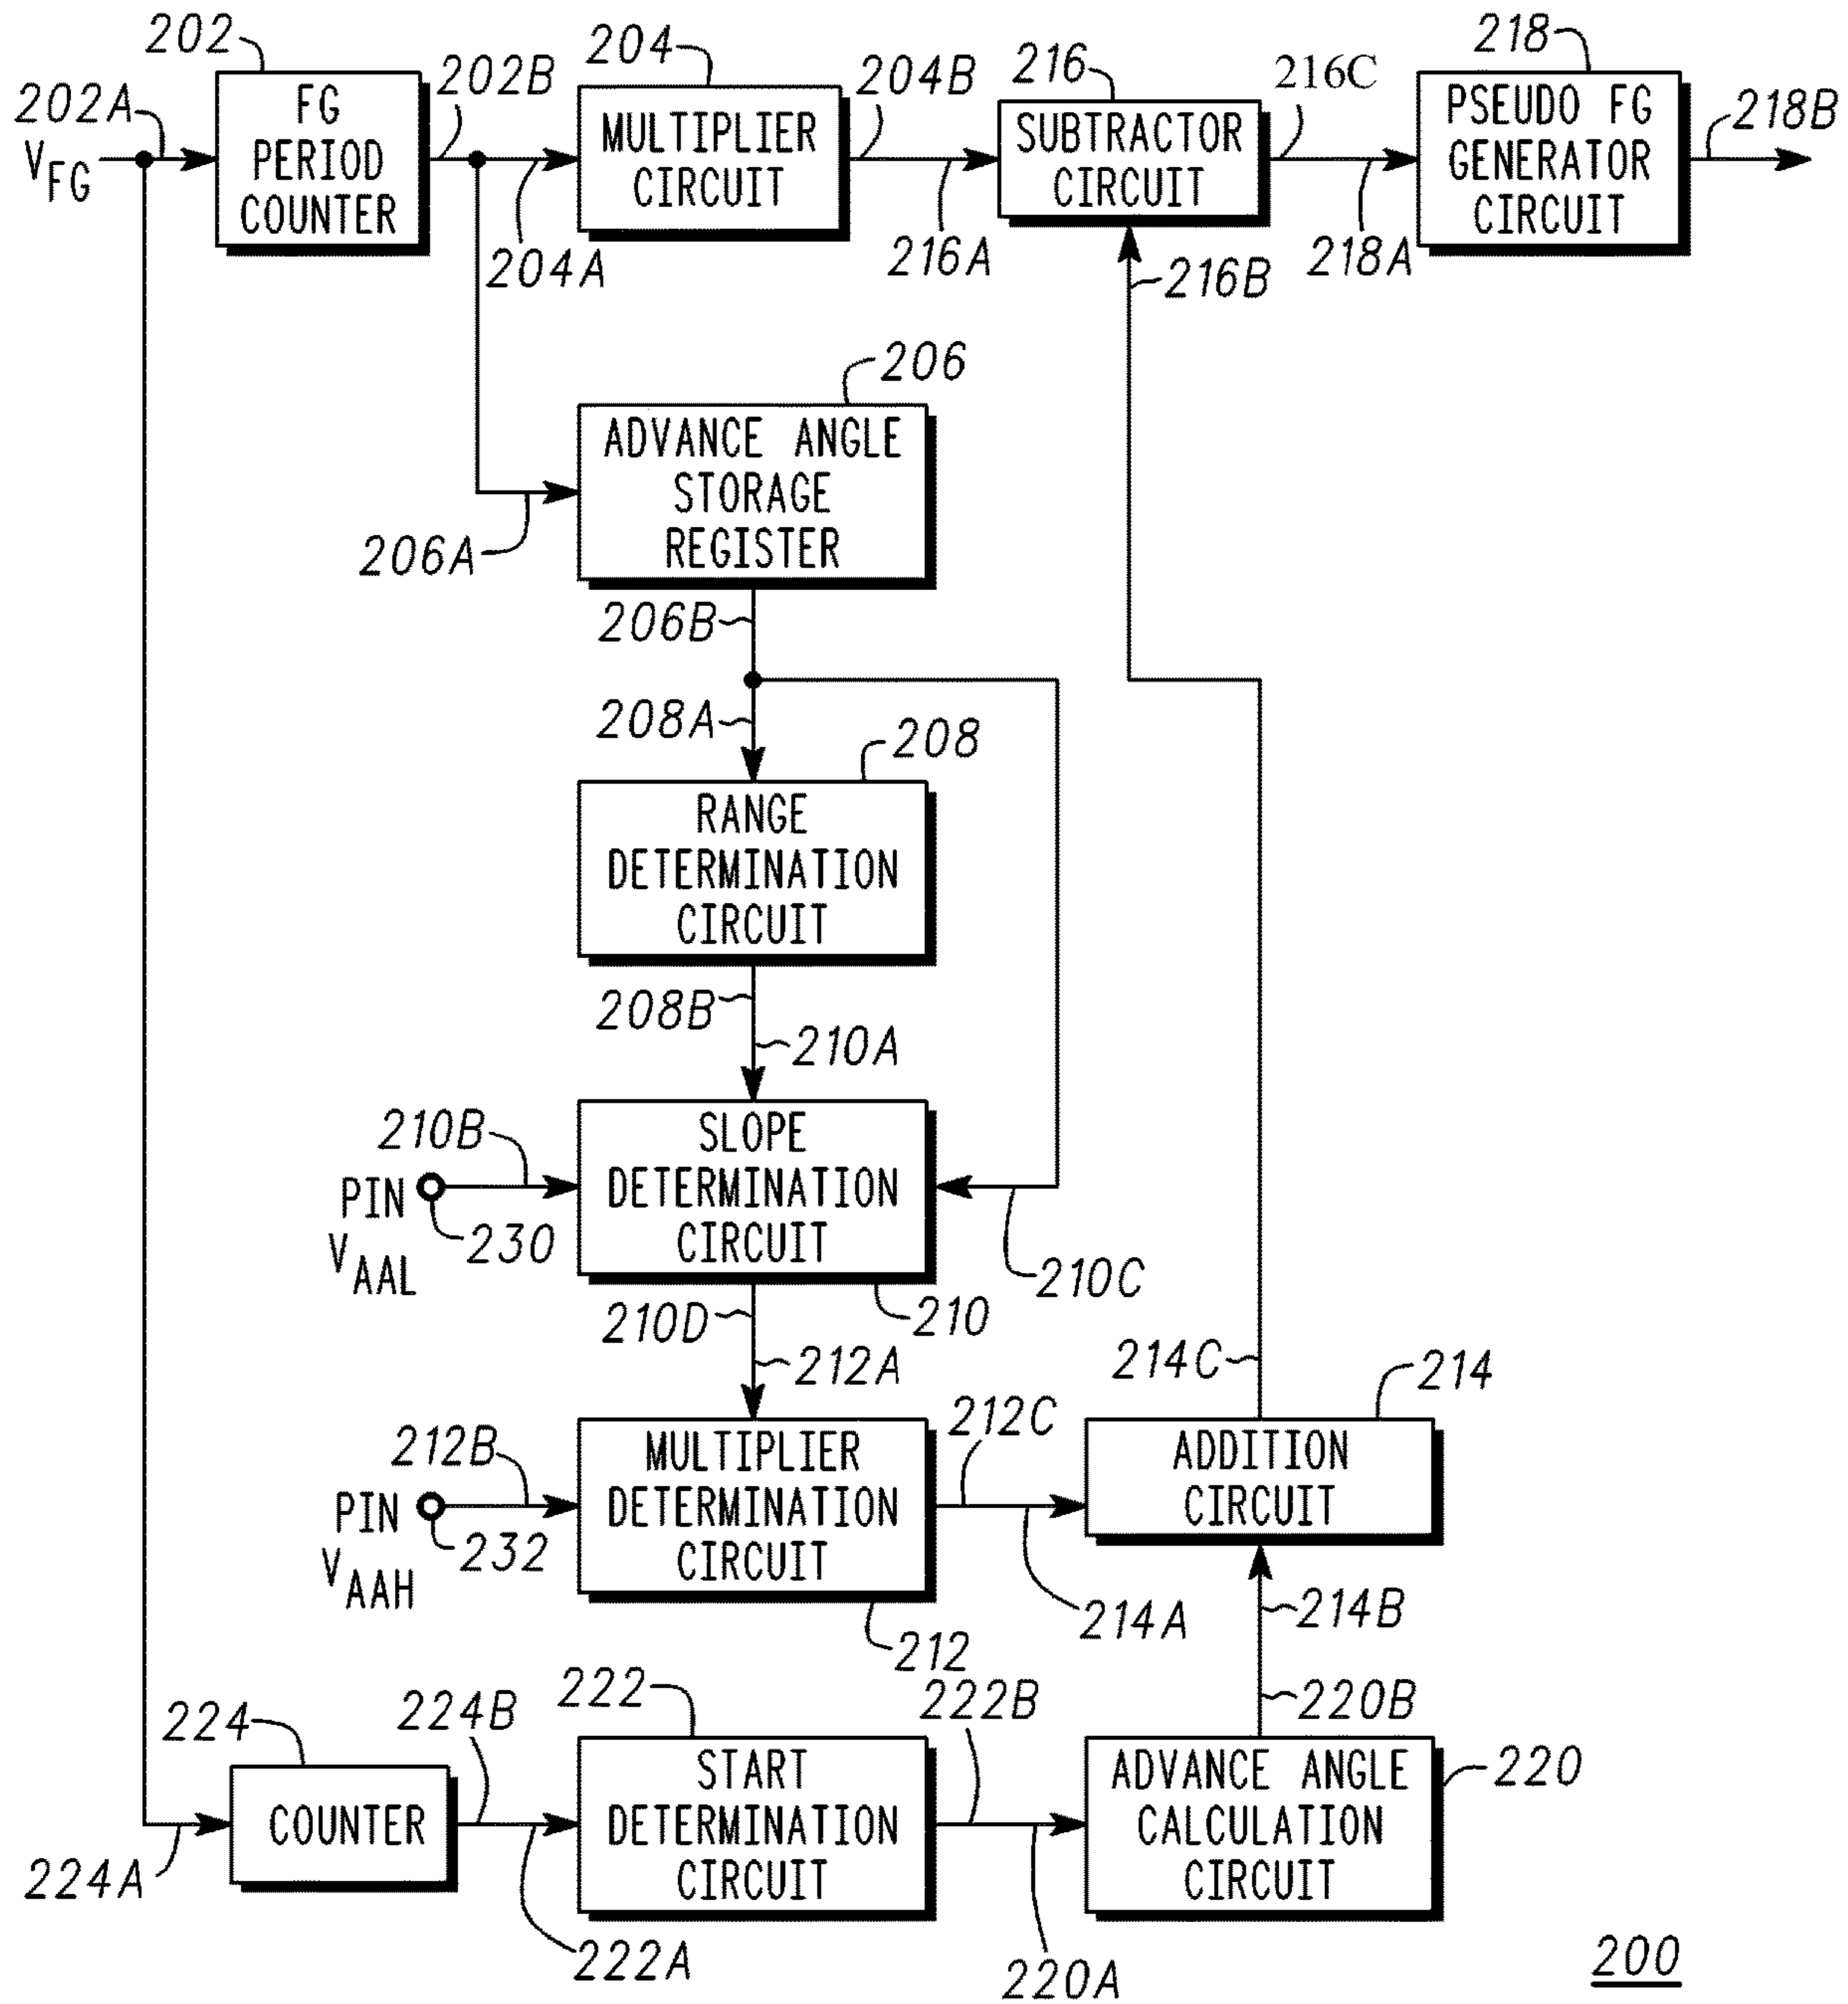 202
204
216
218
202A
202B
204B
216C
218B
V FG
FG
PERIOD
COUNTER
MULTIPLIER
CIRCUIT
SUBTRACTOR
CIRCUIT
PSEUDO FG
GENERATOR
CIRCUIT
204A
216A
216B
218A
206
ADVANCE ANGLE
STORAGE
REGISTER
206A
206B
208A
208
RANGE
DETERMINATION
CIRCUIT
208B
210A
210B
SLOPE
DETERMINATION
CIRCUIT
PIN
V AAL
230
210C
210D
210
212A
214C
214
212B
212C
MULTIPLIER
DETERMINATION
CIRCUIT
ADDITION
CIRCUIT
PIN
V AAH
232
214A
214B
212
222
222B
220B
224
224B
COUNTER
START
DETERMINATION
CIRCUIT
ADVANCE ANGLE
CALCULATION
CIRCUIT
220
224A
222A
220A
200